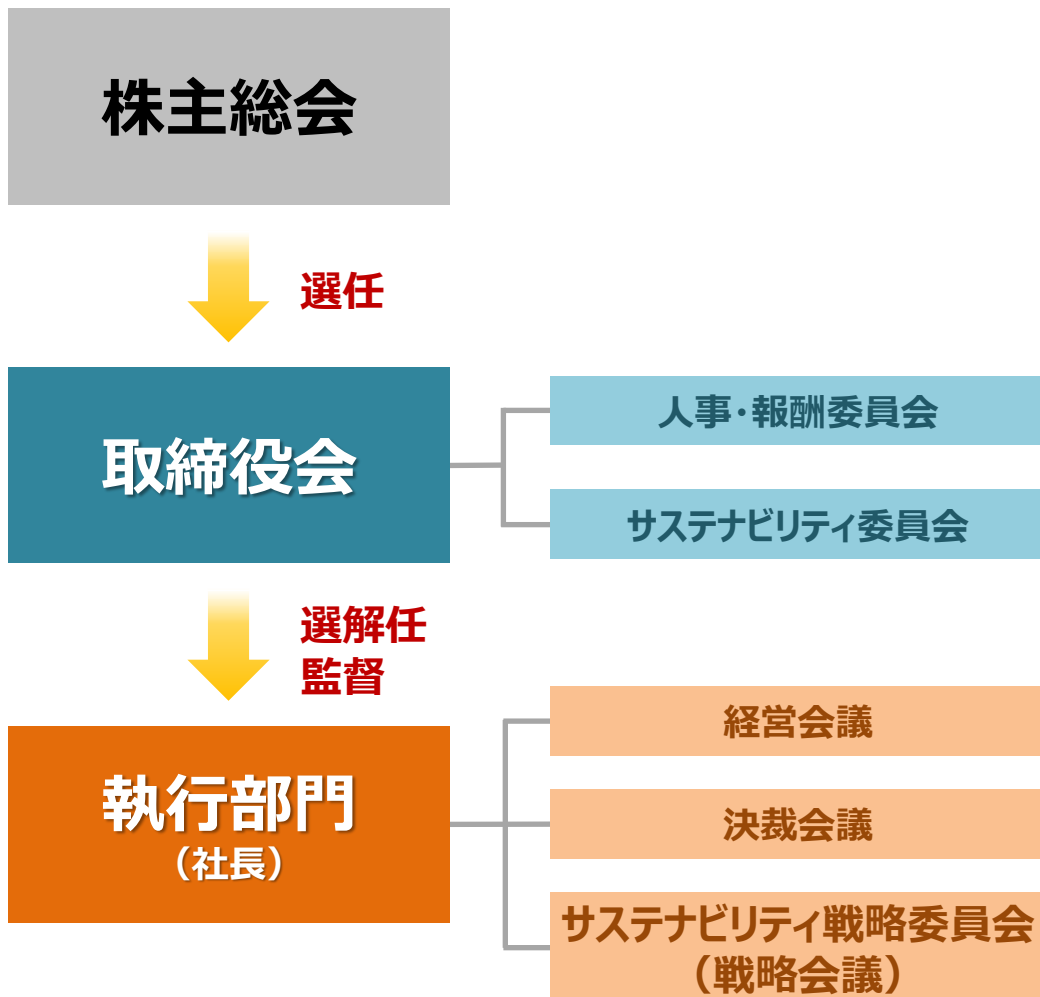 株主総会
選任
取締役会
人事・報酬委員会
サステナビリティ委員会
選解任
監督
執行部門
（社長）
経営会議
決裁会議
サステナビリティ戦略委員会
（戦略会議）